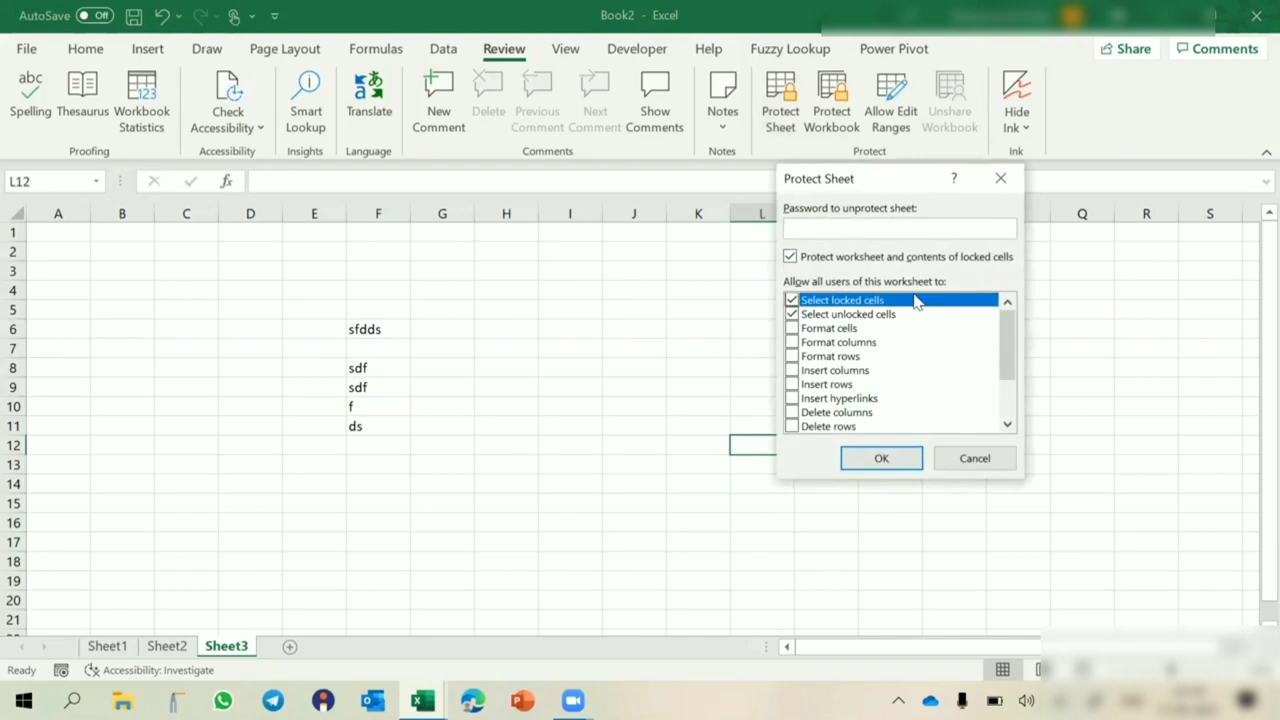 AutoSave Off
Book2 - Excel
File Home Insert Draw Page Layout Formulas Data Review View Developer Help Fuzzy Lookup Power Pivot Share Comments
abc
Spelling Thesaurus Workbook Statistics Check Accessibility Smart Lookup Translate New Comment Delete Previous Comment Next Comment Show Comments Notes Protect Sheet Protect Workbook Allow Edit Ranges Unshare Workbook Hide Ink
Proofing Accessibility Insights Language Comments Notes Protect Ink
L12 fx
Protect Sheet ?
Password to unprotect sheet:
Protect worksheet and contents of locked cells
Allow all users of this worksheet to:
Select locked cells
Select unlocked cells
Format cells
Format columns
Format rows
Insert columns
Insert rows
Insert hyperlinks
Delete columns
Delete rows
OK Cancel
A B C D E F G H I J K L Q R S
1
2
3
4
5
6 sfdds
7
8 sdf
9 sdf
10 f
11 ds
12
13
14
15
16
17
18
19
20
21
Sheet1 Sheet2 Sheet3
Ready Accessibility: Investigate